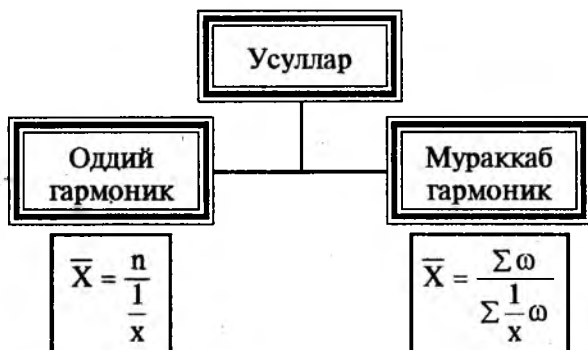 Усуллар
Оддий
гармоник
Мураккаб
гармоник
X̄ = n / (1/x)
X̄ = Σω / (Σ (1/x) ω)